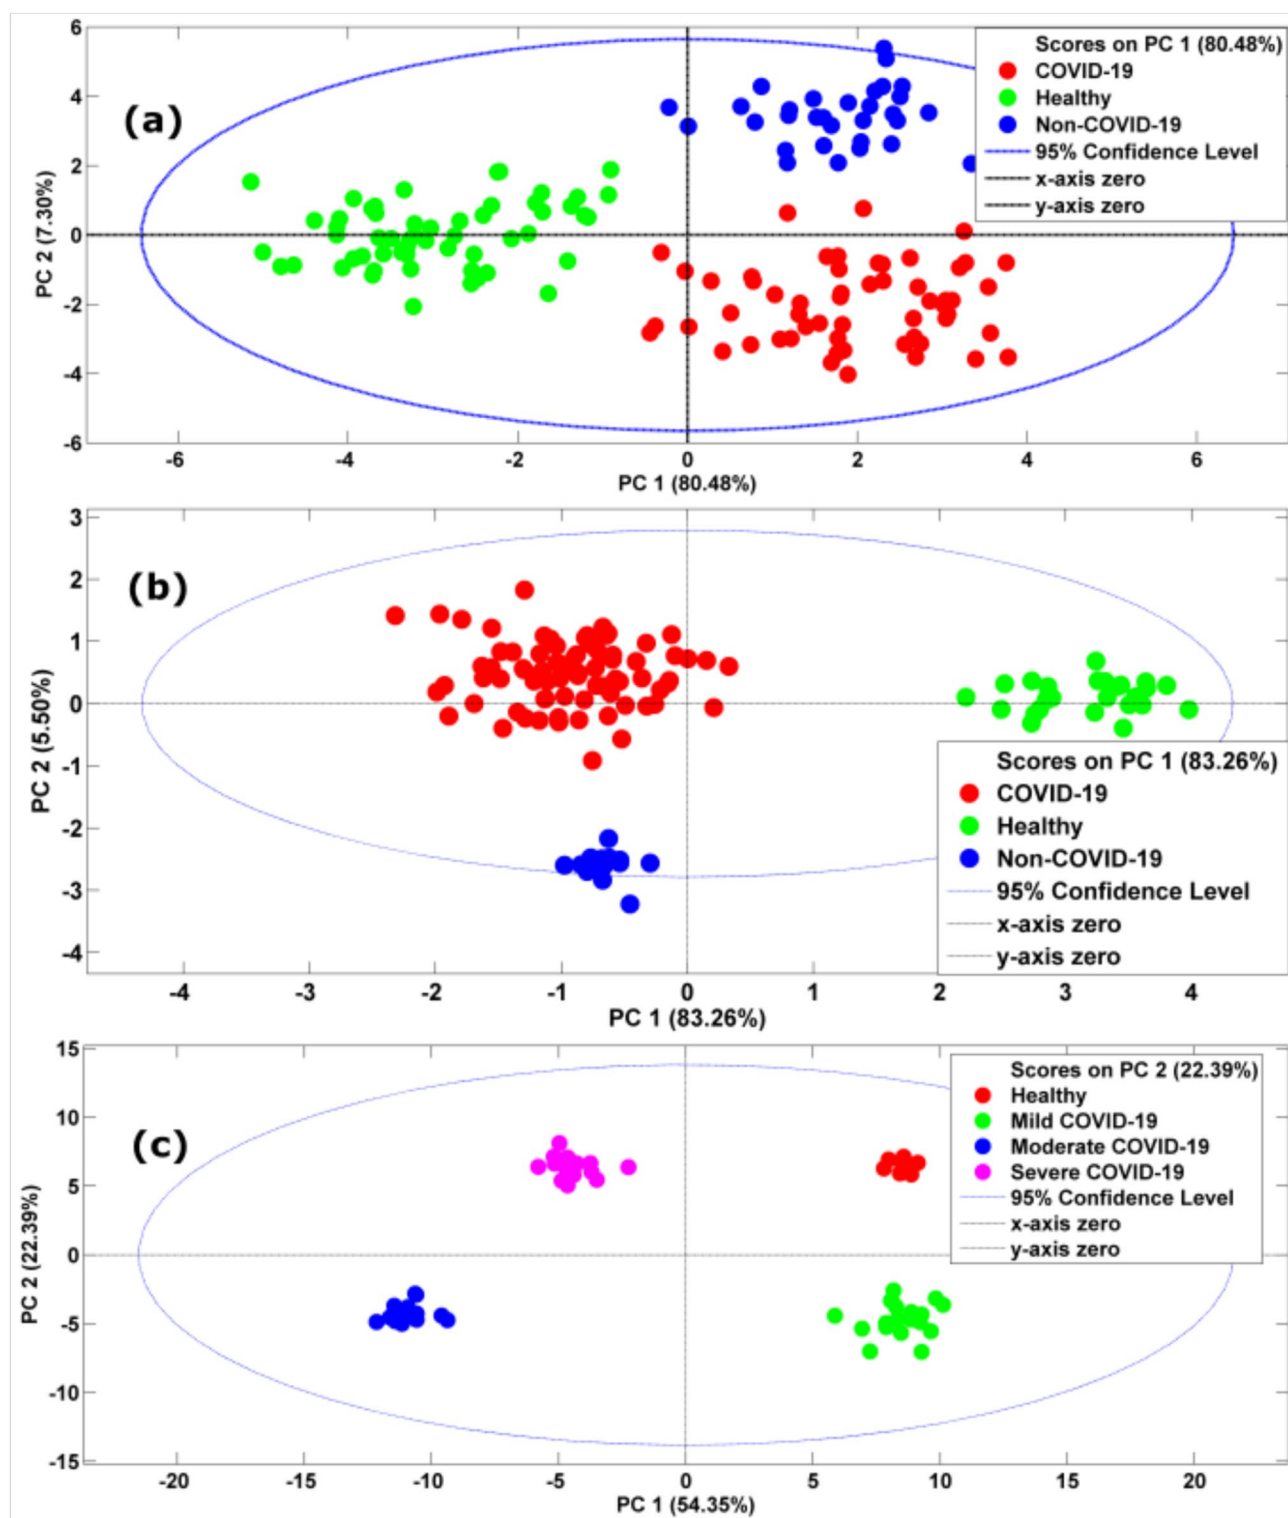 (a)
Scores on PC 1 (80.48%)
COVID-19
Healthy
Non-COVID-19
95% Confidence Level
x-axis zero
y-axis zero
PC 2 (7.30%)
6
4
2
0
-2
-4
-6
-6 -4 -2 0 2 4 6
PC 1 (80.48%)
(b)
Scores on PC 1 (83.26%)
COVID-19
Healthy
Non-COVID-19
95% Confidence Level
x-axis zero
y-axis zero
PC 2 (5.50%)
3
2
1
0
-1
-2
-3
-4
-4 -3 -2 -1 0 1 2 3 4
PC 1 (83.26%)
(c)
Scores on PC 2 (22.39%)
Healthy
Mild COVID-19
Moderate COVID-19
Severe COVID-19
95% Confidence Level
x-axis zero
y-axis zero
PC 2 (22.39%)
15
10
5
0
-5
-10
-15
-20 -15 -10 -5 0 5 10 15 20
PC 1 (54.35%)